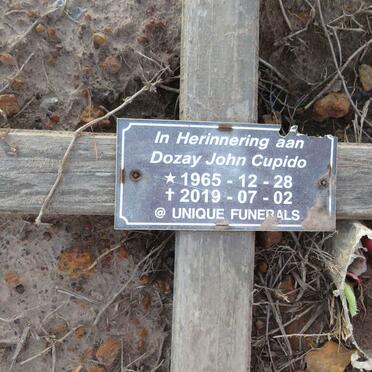 In Herinnering aan
Dozay John Cupido
★ 1965 - 12 - 28
✝ 2019 - 07 - 02
@ UNIQUE FUNERALS